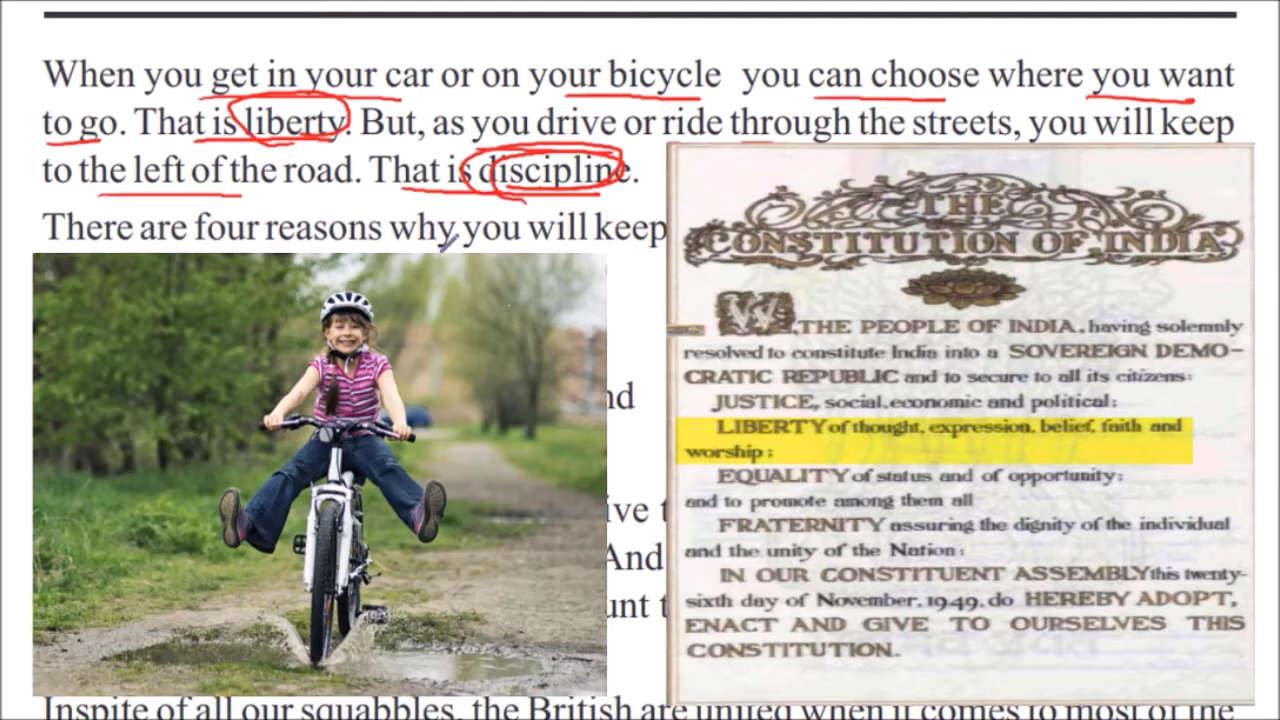 When you get in your car or on your bicycle you can choose where you want
to go. That is liberty. But, as you drive or ride through the streets, you will keep
to the left of the road. That is discipline.
There are four reasons why you will keep
THE
CONSTITUTION OF INDIA
WE, THE PEOPLE OF INDIA, having solemnly
resolved to constitute India into a SOVEREIGN DEMO-
CRATIC REPUBLIC and to secure to all its citizens:
JUSTICE, social, economic and political;
LIBERTY of thought, expression, belief, faith and
worship;
EQUALITY of status and of opportunity;
and to promote among them all
FRATERNITY assuring the dignity of the individual
and the unity of the Nation;
IN OUR CONSTITUENT ASSEMBLY this twenty-
sixth day of November, 1949, do HEREBY ADOPT,
ENACT AND GIVE TO OURSELVES THIS
CONSTITUTION.
And
Inspite of all our squabbles, the British are united when it comes to most of the